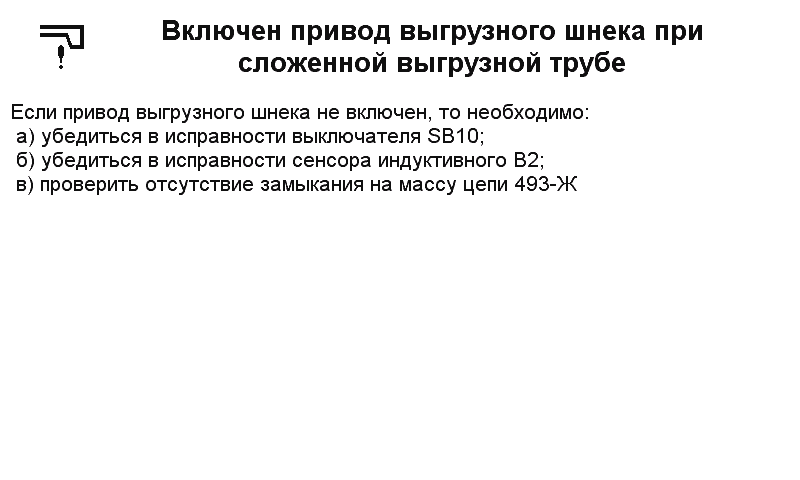 Включен привод выгрузного шнека при
сложенной выгрузной трубе
Если привод выгрузного шнека не включен, то необходимо:
а) убедиться в исправности выключателя SB10;
б) убедиться в исправности сенсора индуктивного В2;
в) проверить отсутствие замыкания на массу цепи 493-Ж